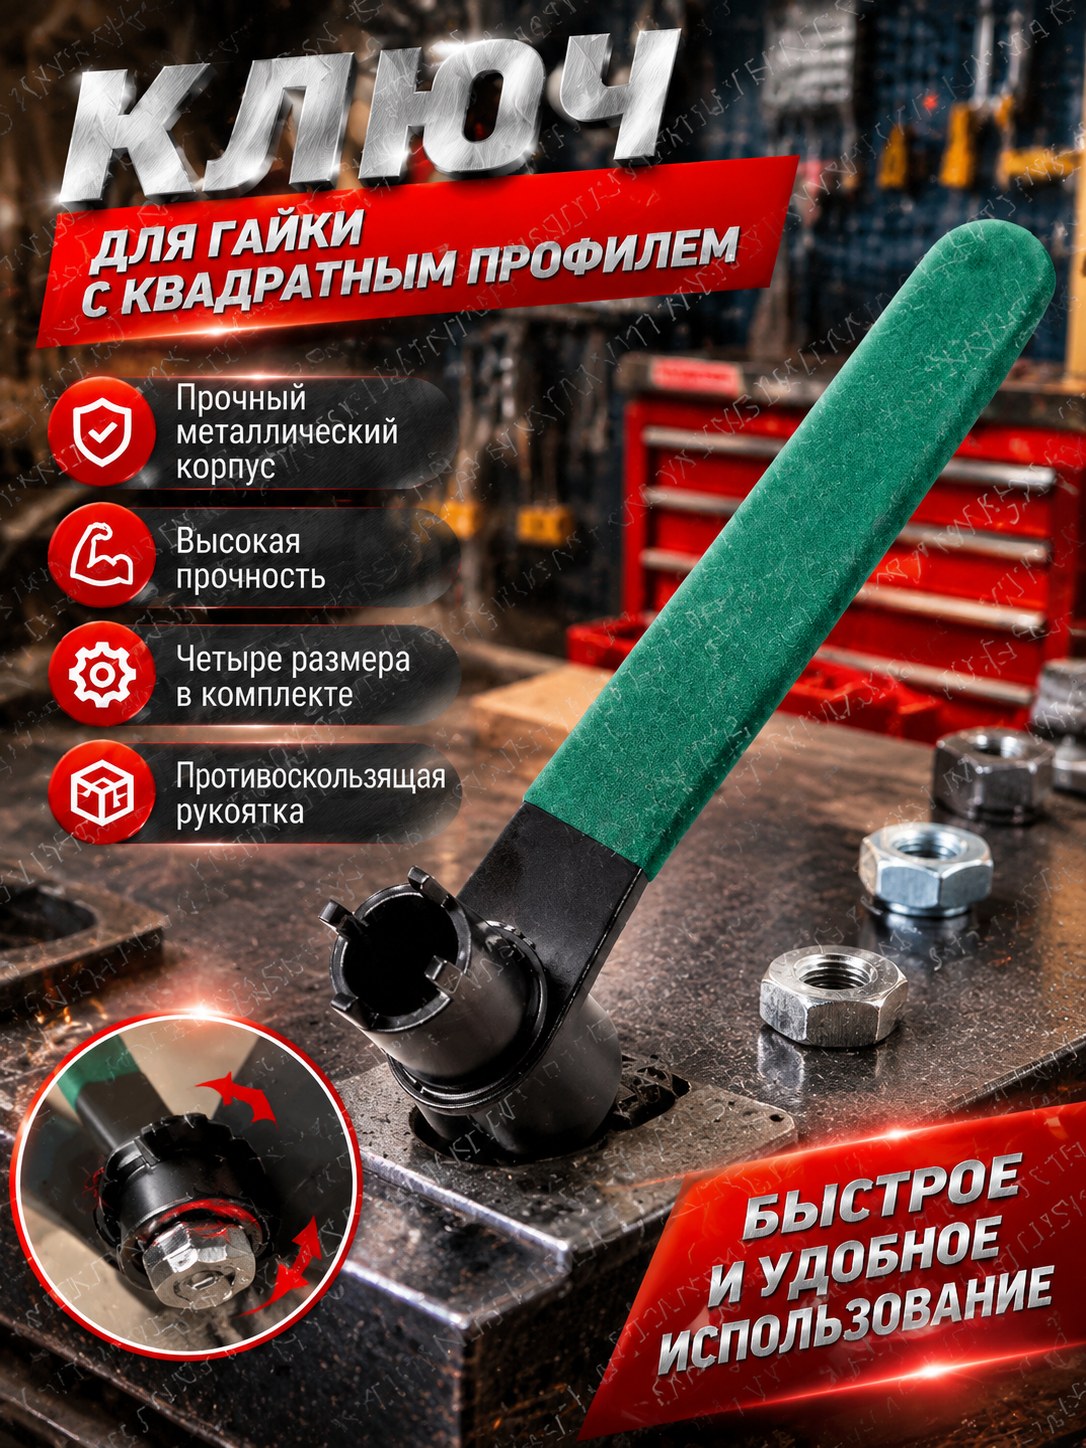 КЛЮЧ
ДЛЯ ГАЙКИ
С КВАДРАТНЫМ ПРОФИЛЕМ
Прочный
металлический
корпус
Высокая
прочность
Четыре размера
в комплекте
Противоскользящая
рукоятка
БЫСТРОЕ
И УДОБНОЕ
ИСПОЛЬЗОВАНИЕ